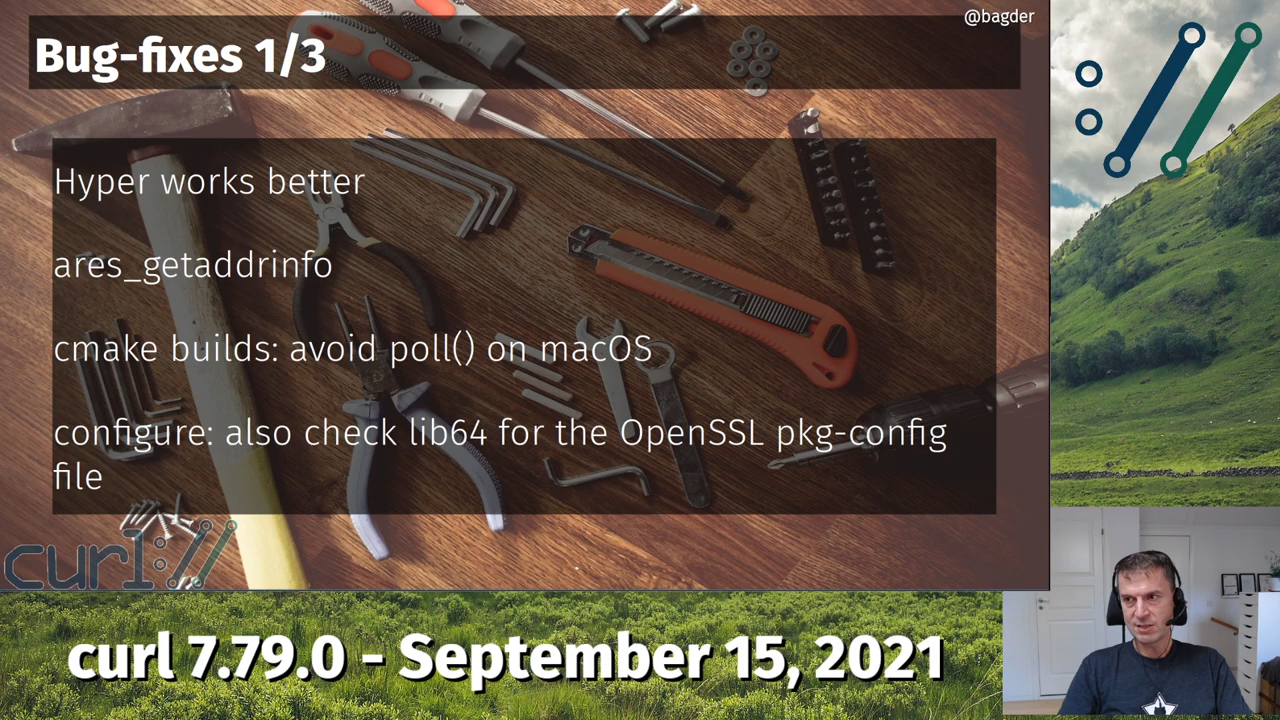 @bagder
Bug-fixes 1/3
Hyper works better
ares_getaddrinfo
cmake builds: avoid poll() on macOS
configure: also check lib64 for the OpenSSL pkg-config
file
curl://
curl 7.79.0 - September 15, 2021